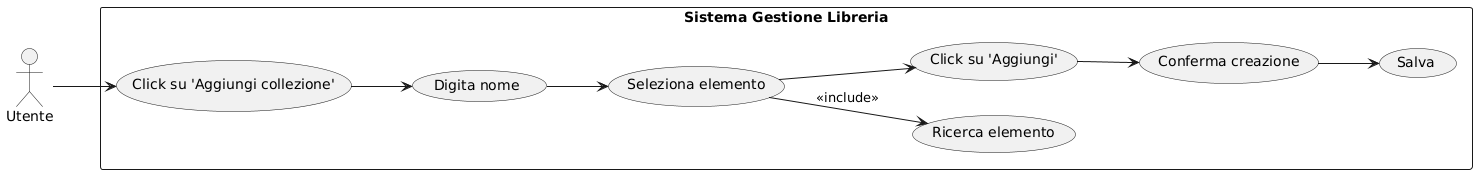 Sistema Gestione Libreria
Utente
Click su 'Aggiungi collezione'
Digita nome
Seleziona elemento
«include»
Click su 'Aggiungi'
Ricerca elemento
Conferma creazione
Salva